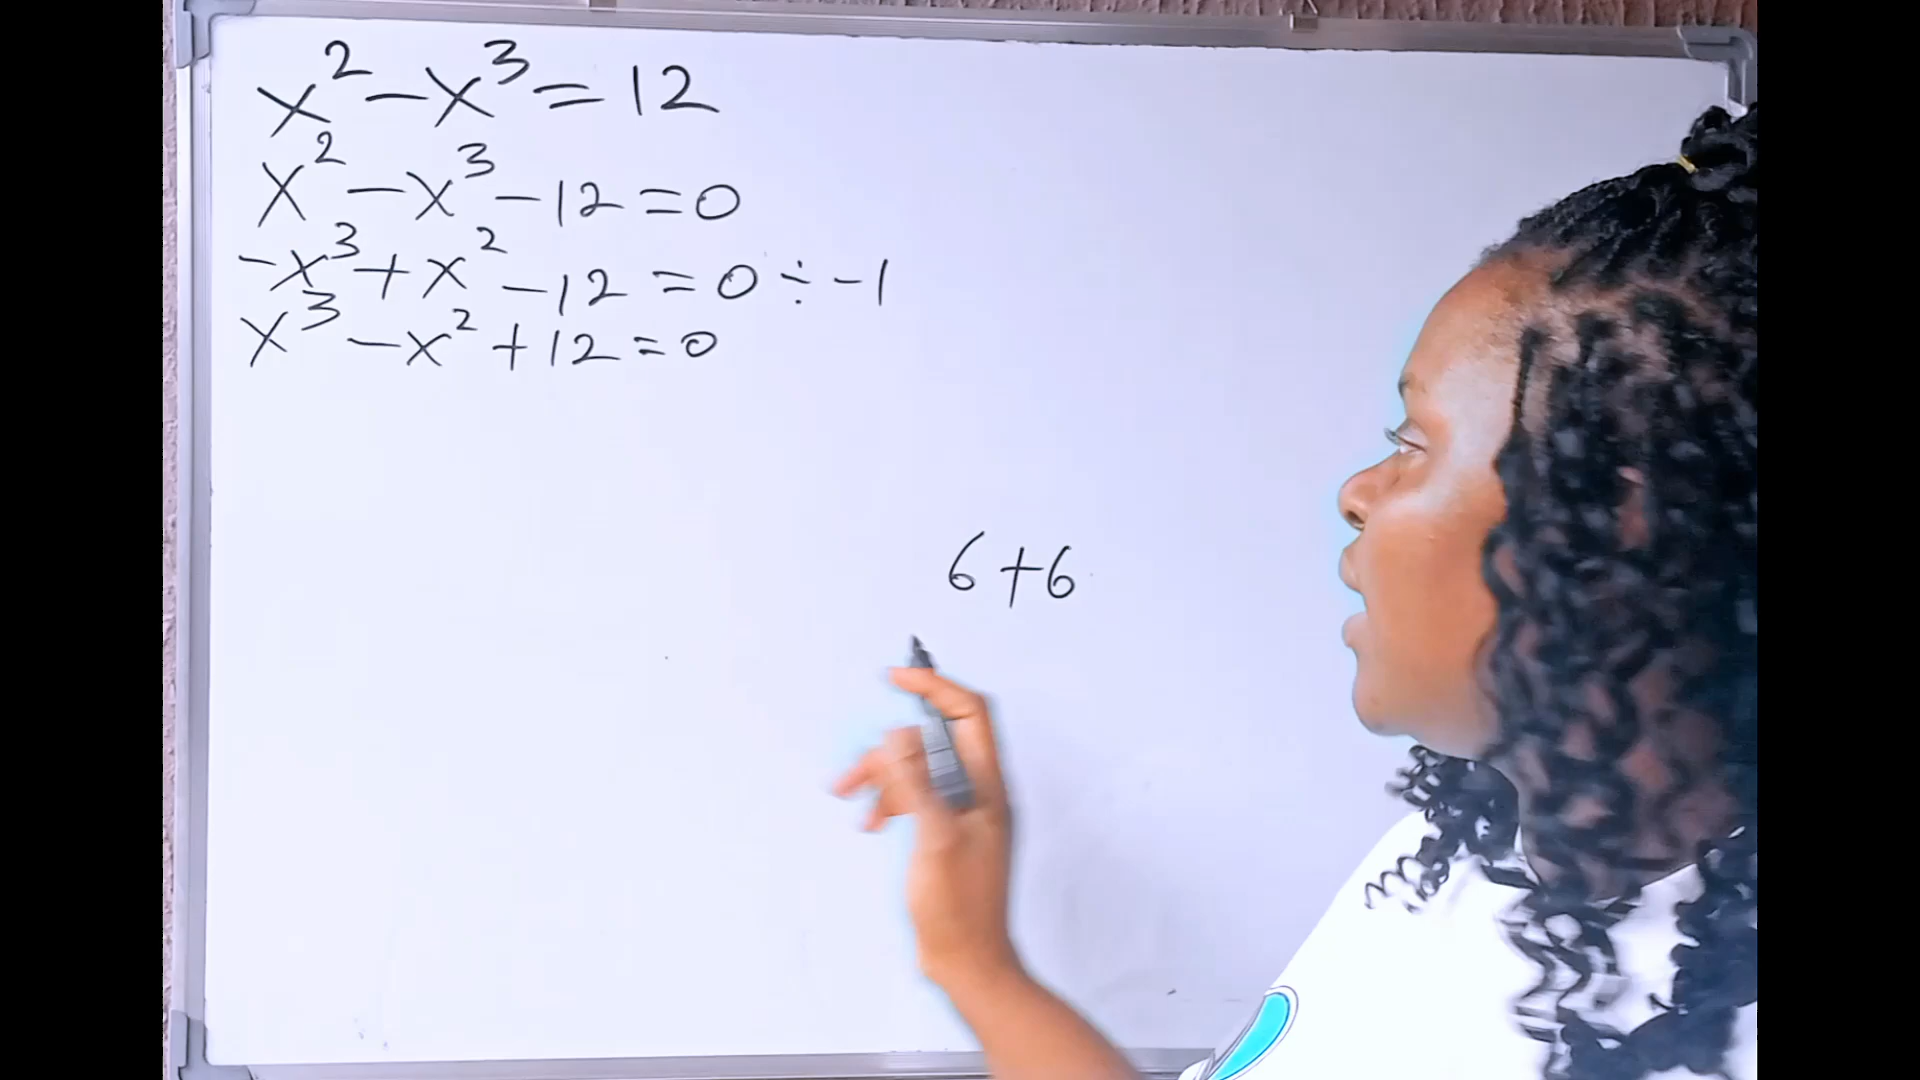 x² - x³ = 12
x² - x³ - 12 = 0
-x³ + x² - 12 = 0 ÷ -1
x³ - x² + 12 = 0
6 + 6